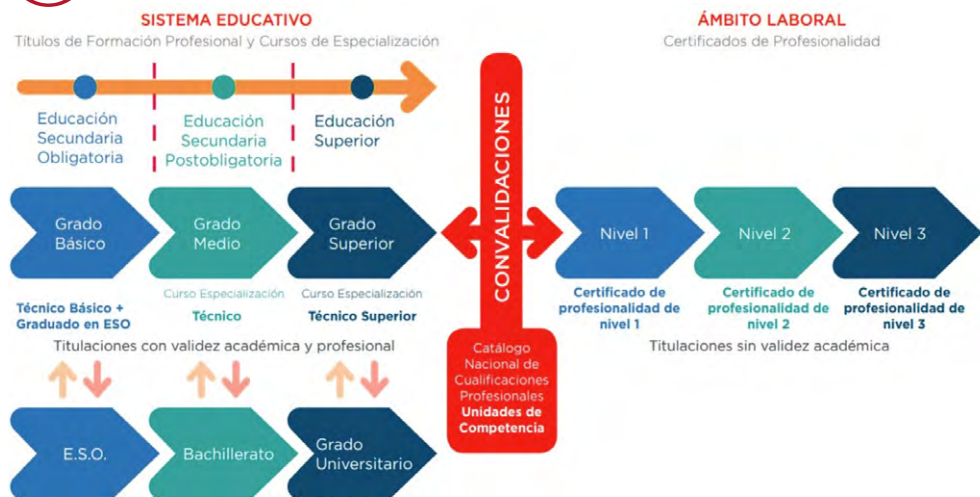 SISTEMA EDUCATIVO
Títulos de Formación Profesional y Cursos de Especialización
Educación
Secundaria
Obligatoria
Educación
Secundaria
Postobligatoria
Educación
Superior
Grado
Básico
Grado
Medio
Grado
Superior
Técnico Básico +
Graduado en ESO
Curso Especialización
Técnico
Curso Especialización
Técnico Superior
Titulaciones con validez académica y profesional
E.S.O.
Bachillerato
Grado
Universitario
CONVALIDACIONES
Catálogo
Nacional de
Cualificaciones
Profesionales
Unidades de
Competencia
ÁMBITO LABORAL
Certificados de Profesionalidad
Nivel 1
Nivel 2
Nivel 3
Certificado de
profesionalidad de
nivel 1
Certificado de
profesionalidad de
nivel 2
Certificado de
profesionalidad de
nivel 3
Titulaciones sin validez académica